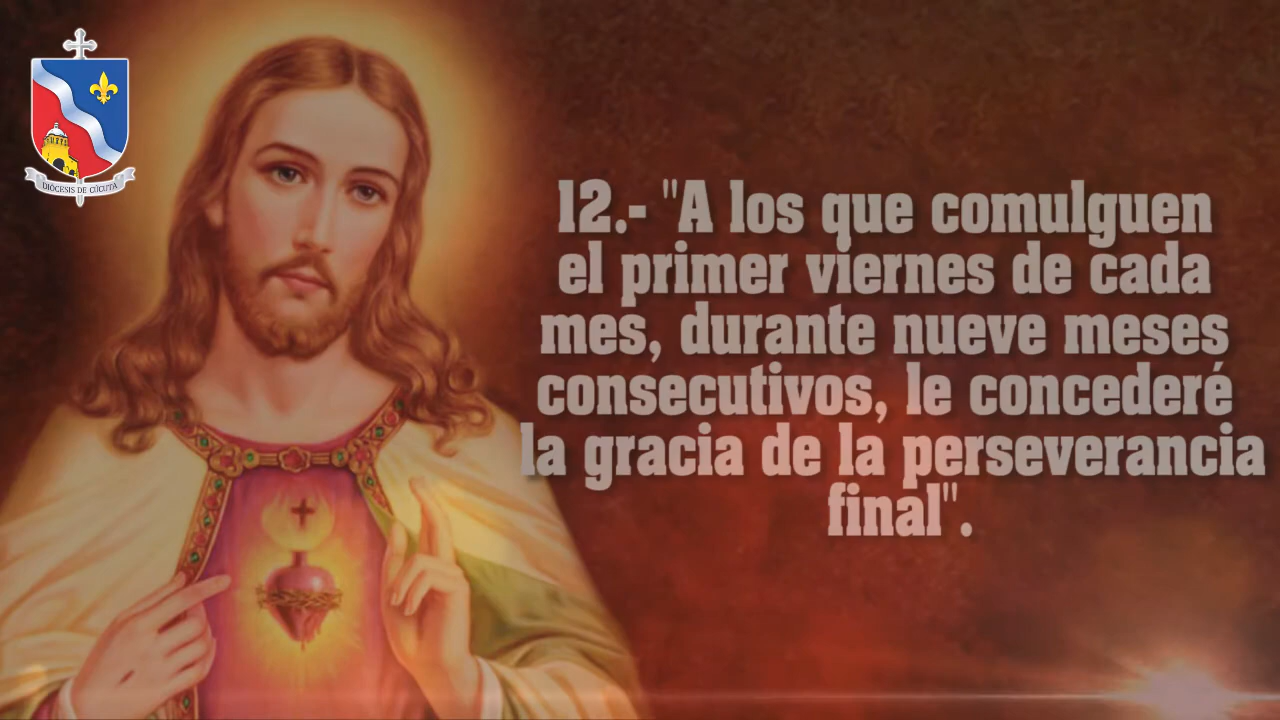 DIÓCESIS DE CÚCUTA
12.- "A los que comulguen
el primer viernes de cada
mes, durante nueve meses
consecutivos, le concederé
la gracia de la perseverancia
final".